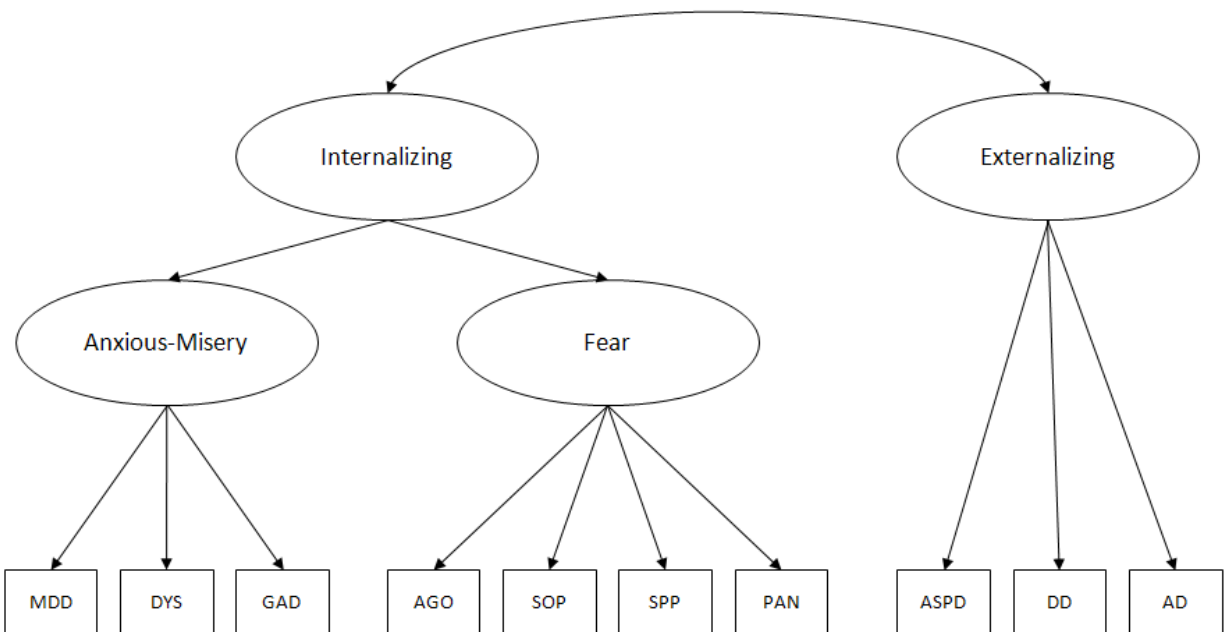 Internalizing
Externalizing
Anxious-Misery
Fear
MDD
DYS
GAD
AGO
SOP
SPP
PAN
ASPD
DD
AD